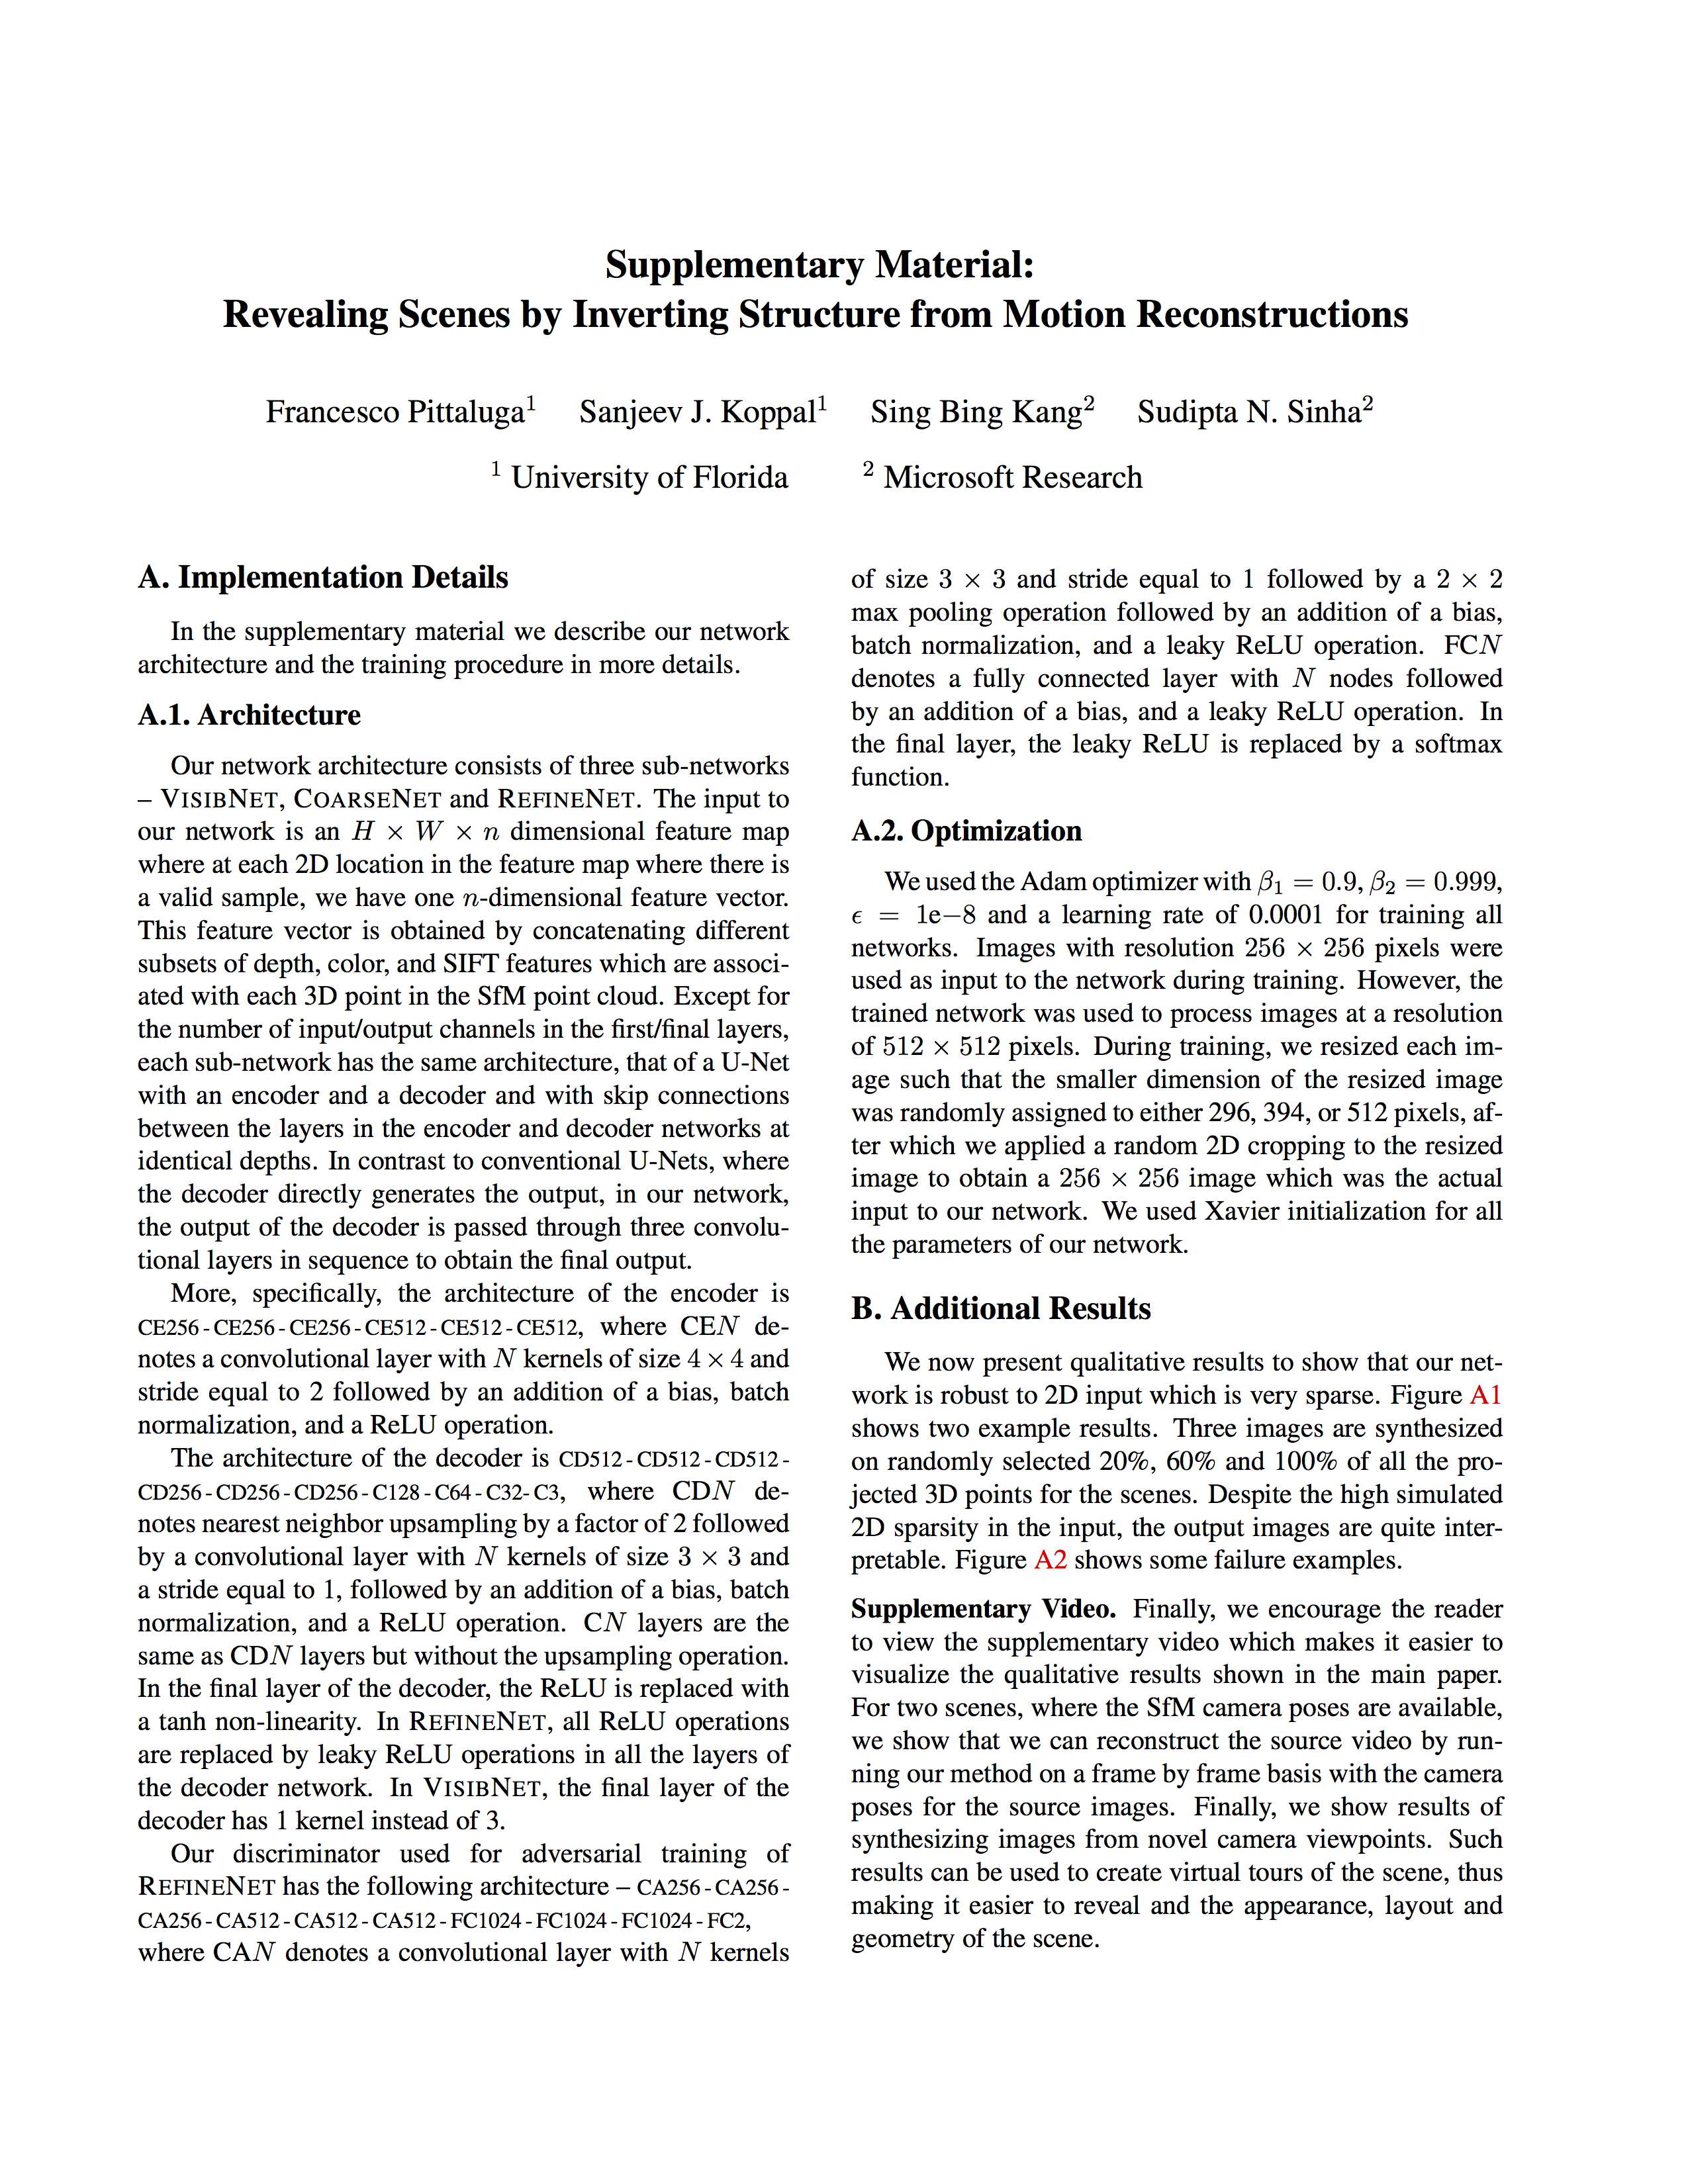 Supplementary Material:
Revealing Scenes by Inverting Structure from Motion Reconstructions
Francesco Pittaluga¹ Sanjeev J. Koppal¹ Sing Bing Kang² Sudipta N. Sinha²
¹ University of Florida ² Microsoft Research
A. Implementation Details
In the supplementary material we describe our network
architecture and the training procedure in more details.
A.1. Architecture
Our network architecture consists of three sub-networks
– VISIBNET, COARSENET and REFINENET. The input to
our network is an H × W × n dimensional feature map
where at each 2D location in the feature map where there is
a valid sample, we have one n-dimensional feature vector.
This feature vector is obtained by concatenating different
subsets of depth, color, and SIFT features which are associ-
ated with each 3D point in the SfM point cloud. Except for
the number of input/output channels in the first/final layers,
each sub-network has the same architecture, that of a U-Net
with an encoder and a decoder and with skip connections
between the layers in the encoder and decoder networks at
identical depths. In contrast to conventional U-Nets, where
the decoder directly generates the output, in our network,
the output of the decoder is passed through three convolu-
tional layers in sequence to obtain the final output.
More, specifically, the architecture of the encoder is
CE256 - CE256 - CE256 - CE512 - CE512 - CE512, where CEN de-
notes a convolutional layer with N kernels of size 4 × 4 and
stride equal to 2 followed by an addition of a bias, batch
normalization, and a ReLU operation.
The architecture of the decoder is CD512 - CD512 - CD512 -
CD256 - CD256 - CD256 - C128 - C64 - C32- C3, where CDN de-
notes nearest neighbor upsampling by a factor of 2 followed
by a convolutional layer with N kernels of size 3 × 3 and
a stride equal to 1, followed by an addition of a bias, batch
normalization, and a ReLU operation. CN layers are the
same as CDN layers but without the upsampling operation.
In the final layer of the decoder, the ReLU is replaced with
a tanh non-linearity. In REFINENET, all ReLU operations
are replaced by leaky ReLU operations in all the layers of
the decoder network. In VISIBNET, the final layer of the
decoder has 1 kernel instead of 3.
Our discriminator used for adversarial training of
REFINENET has the following architecture – CA256 - CA256 -
CA256 - CA512 - CA512 - CA512 - FC1024 - FC1024 - FC1024 - FC2,
where CAN denotes a convolutional layer with N kernels
of size 3 × 3 and stride equal to 1 followed by a 2 × 2
max pooling operation followed by an addition of a bias,
batch normalization, and a leaky ReLU operation. FCN
denotes a fully connected layer with N nodes followed
by an addition of a bias, and a leaky ReLU operation. In
the final layer, the leaky ReLU is replaced by a softmax
function.
A.2. Optimization
We used the Adam optimizer with β₁ = 0.9, β₂ = 0.999,
ϵ = 1e−8 and a learning rate of 0.0001 for training all
networks. Images with resolution 256 × 256 pixels were
used as input to the network during training. However, the
trained network was used to process images at a resolution
of 512 × 512 pixels. During training, we resized each im-
age such that the smaller dimension of the resized image
was randomly assigned to either 296, 394, or 512 pixels, af-
ter which we applied a random 2D cropping to the resized
image to obtain a 256 × 256 image which was the actual
input to our network. We used Xavier initialization for all
the parameters of our network.
B. Additional Results
We now present qualitative results to show that our net-
work is robust to 2D input which is very sparse. Figure A1
shows two example results. Three images are synthesized
on randomly selected 20%, 60% and 100% of all the pro-
jected 3D points for the scenes. Despite the high simulated
2D sparsity in the input, the output images are quite inter-
pretable. Figure A2 shows some failure examples.
Supplementary Video. Finally, we encourage the reader
to view the supplementary video which makes it easier to
visualize the qualitative results shown in the main paper.
For two scenes, where the SfM camera poses are available,
we show that we can reconstruct the source video by run-
ning our method on a frame by frame basis with the camera
poses for the source images. Finally, we show results of
synthesizing images from novel camera viewpoints. Such
results can be used to create virtual tours of the scene, thus
making it easier to reveal and the appearance, layout and
geometry of the scene.